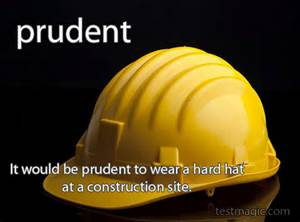 prudent
It would be prudent to wear a hard hat
at a construction site.
testmagic.com